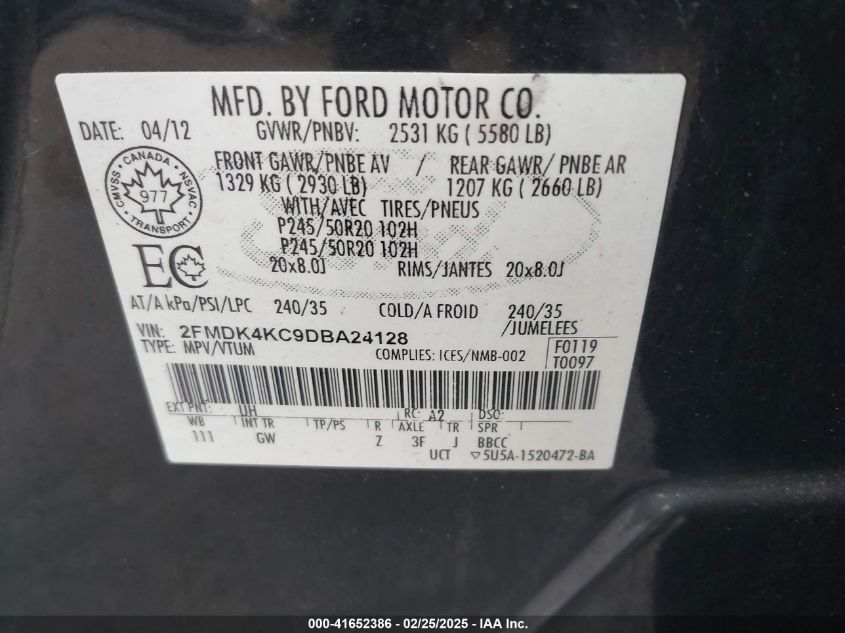 MFD. BY FORD MOTOR CO.
DATE: 04/12 GVWR/PNBV: 2531 KG ( 5580 LB)
FRONT GAWR/PNBE AV / REAR GAWR/ PNBE AR
1329 KG ( 2930 LB) 1207 KG ( 2660 LB)
WITH/AVEC TIRES/PNEUS
P245/50R20 102H
P245/50R20 102H
20x8.0J RIMS/JANTES 20x8.0J
CANADA
CMVSS NSVAC
977
TRANSPORT
EC
AT/A kPa/PSI/LPC 240/35 COLD/A FROID 240/35
VIN: 2FMDK4KC9DBA24128 /JUMELEES
TYPE: MPV/VTUM COMPLIES: ICES/NMB-002 F0119
T0097
EXT PNT: UH RC: A2 DSO:
WB INT TR TP/PS R AXLE TR SPR
111 GW Z 3F J BBCC
UCT ▽5U5A-1520472-BA
000-41652386 - 02/25/2025 - IAA Inc.